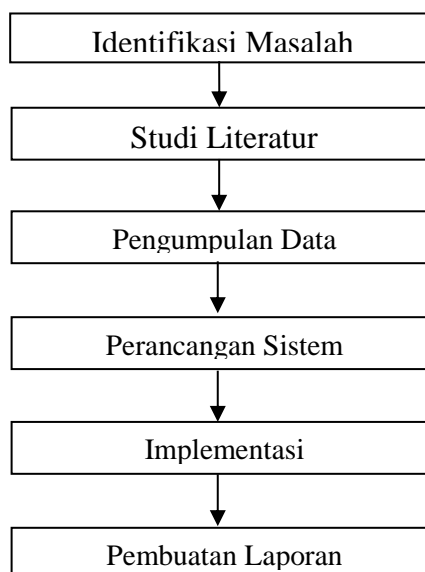 Identifikasi Masalah
Studi Literatur
Pengumpulan Data
Perancangan Sistem
Implementasi
Pembuatan Laporan